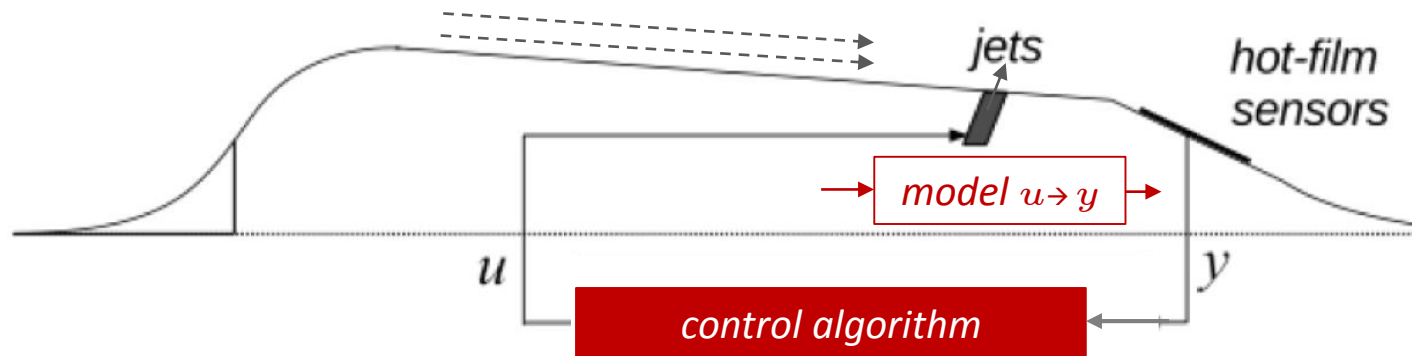 jets
hot-film
sensors
model u → y
u
y
control algorithm